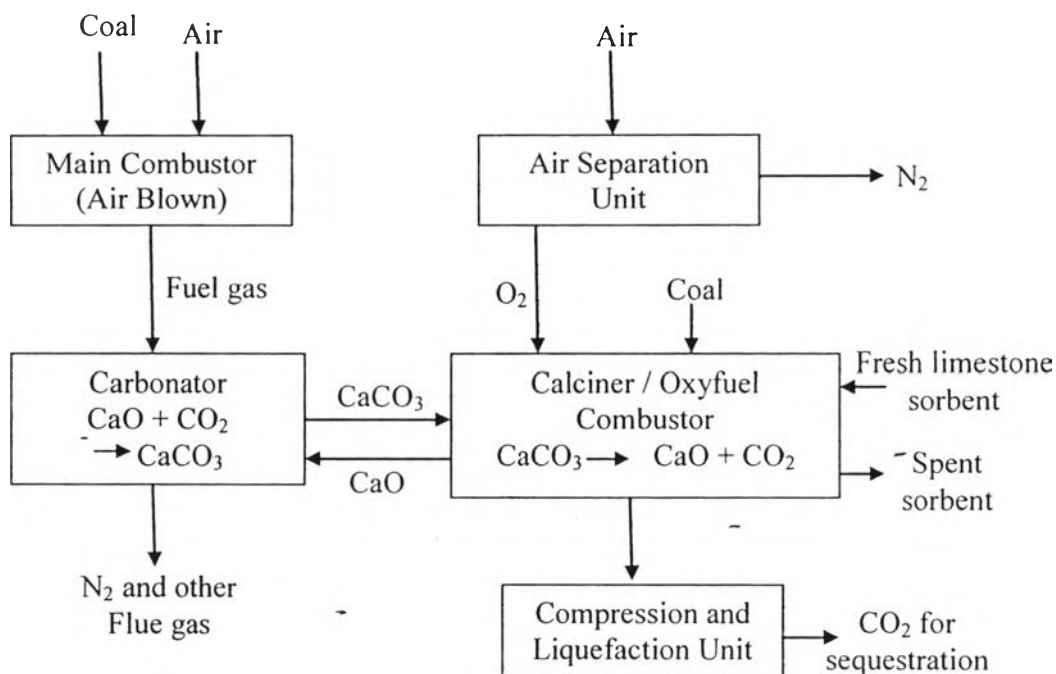 Coal Air
Air
Main Combustor
(Air Blown)
Air Separation
Unit
N₂
Fuel gas
O₂
Coal
Carbonator
CaO + CO₂
→ CaCO₃
CaCO₃
CaO
Calciner / Oxyfuel
Combustor
CaCO₃ → CaO + CO₂
Fresh limestone
sorbent
Spent
sorbent
N₂ and other
Flue gas
Compression and
Liquefaction Unit
CO₂ for
sequestration